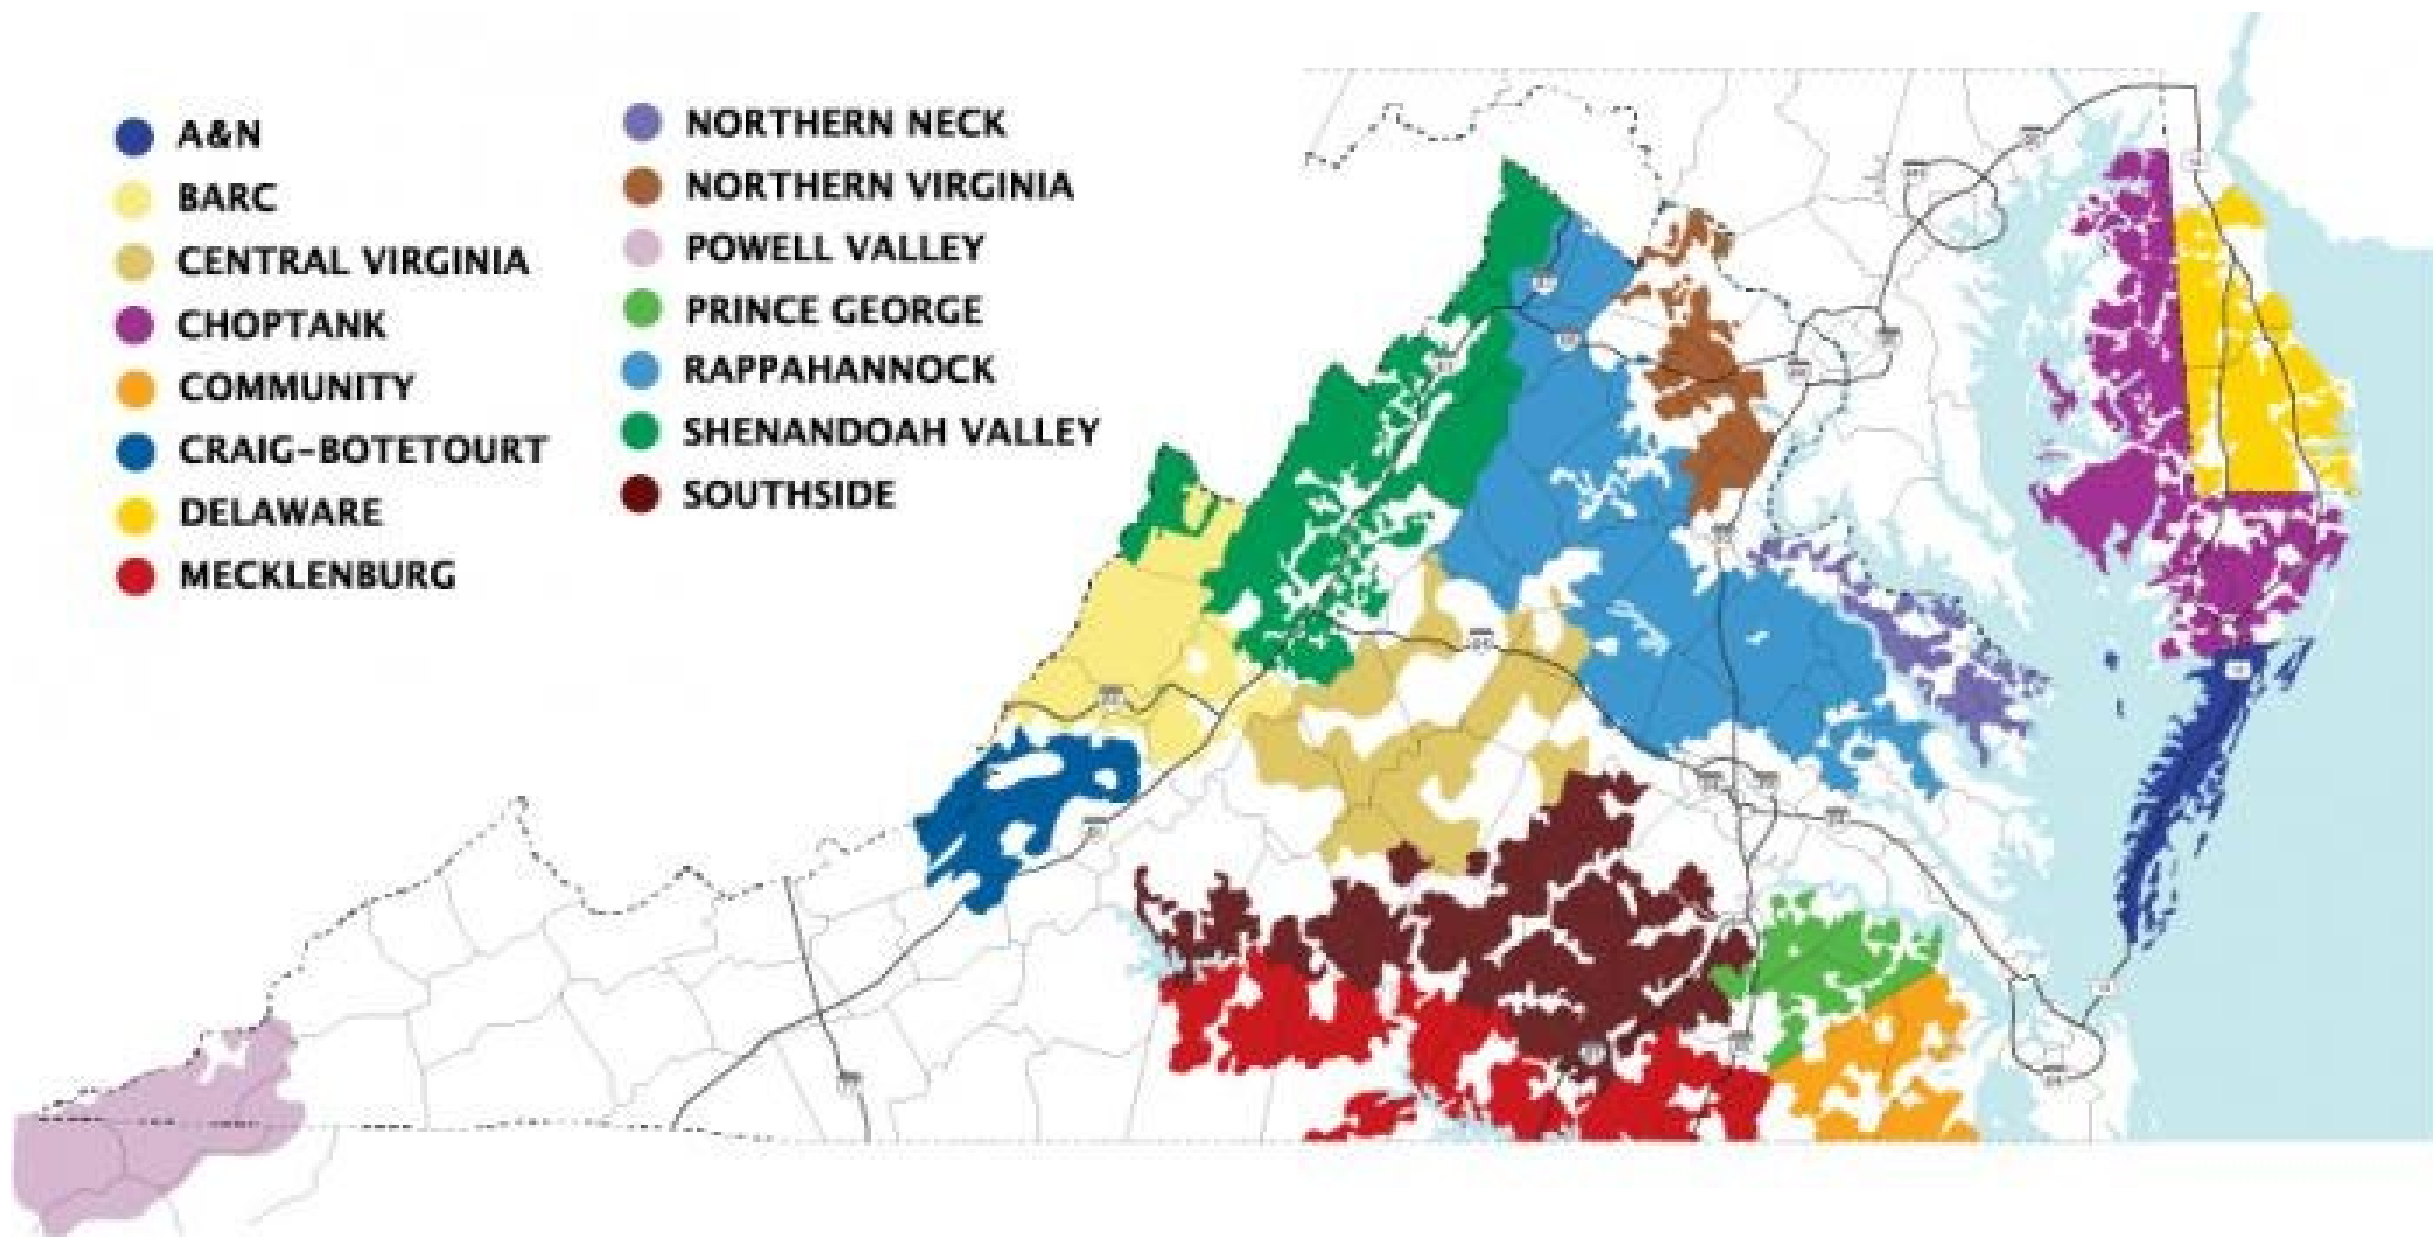 A&N
BARC
CENTRAL VIRGINIA
CHOPTANK
COMMUNITY
CRAIG-BOTETOURT
DELAWARE
MECKLENBURG
NORTHERN NECK
NORTHERN VIRGINIA
POWELL VALLEY
PRINCE GEORGE
RAPPAHANNOCK
SHENANDOAH VALLEY
SOUTHSIDE